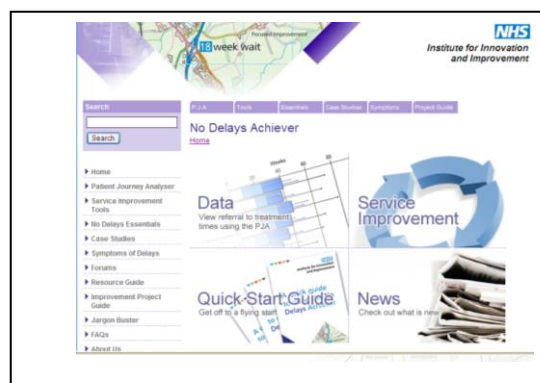 Focused Improvement
18 week wait
NHS
Institute for Innovation
and Improvement
Search
Search
P.J.A.
Tools
Essentials
Case Studies
Symptoms
Project Guide
No Delays Achiever
Home
Home
Patient Journey Analyser
Service Improvement
Tools
No Delays Essentials
Case Studies
Symptoms of Delays
Forums
Resource Guide
Improvement Project
Guide
Jargon Buster
FAQs
About Us
Weeks
Data
View referral to treatment
times using the PJA
Service
Improvement
Quick Start Guide
Get off to a flying start
News
Check out what is new